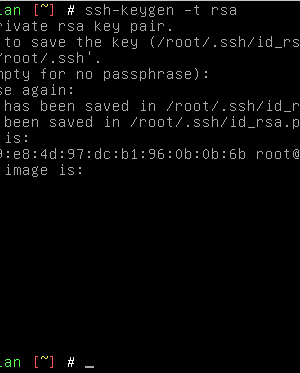 lan [~] # ssh-keygen -t rsa
rivate rsa key pair.
to save the key (/root/.ssh/id_rs
/root/.ssh'.
mpty for no passphrase):
se again:
has been saved in /root/.ssh/id_r
been saved in /root/.ssh/id_rsa.p
is:
9:e8:4d:97:dc:b1:96:0b:0b:6b root@
image is:
lan [~] # _